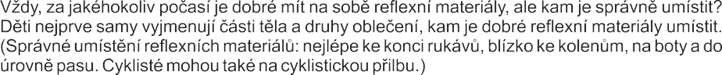 Vždy, za jakéhokoliv počasí je dobré mít na sobě reflexní materiály, ale kam je správně umístit?
Děti nejprve samy vyjmenují části těla a druhy oblečení, kam je dobré reflexní materiály umístit.
(Správné umístění reflexních materiálů: nejlépe ke konci rukávů, blízko ke kolenům, na boty a do
úrovně pasu. Cyklisté mohou také na cyklistickou přilbu.)